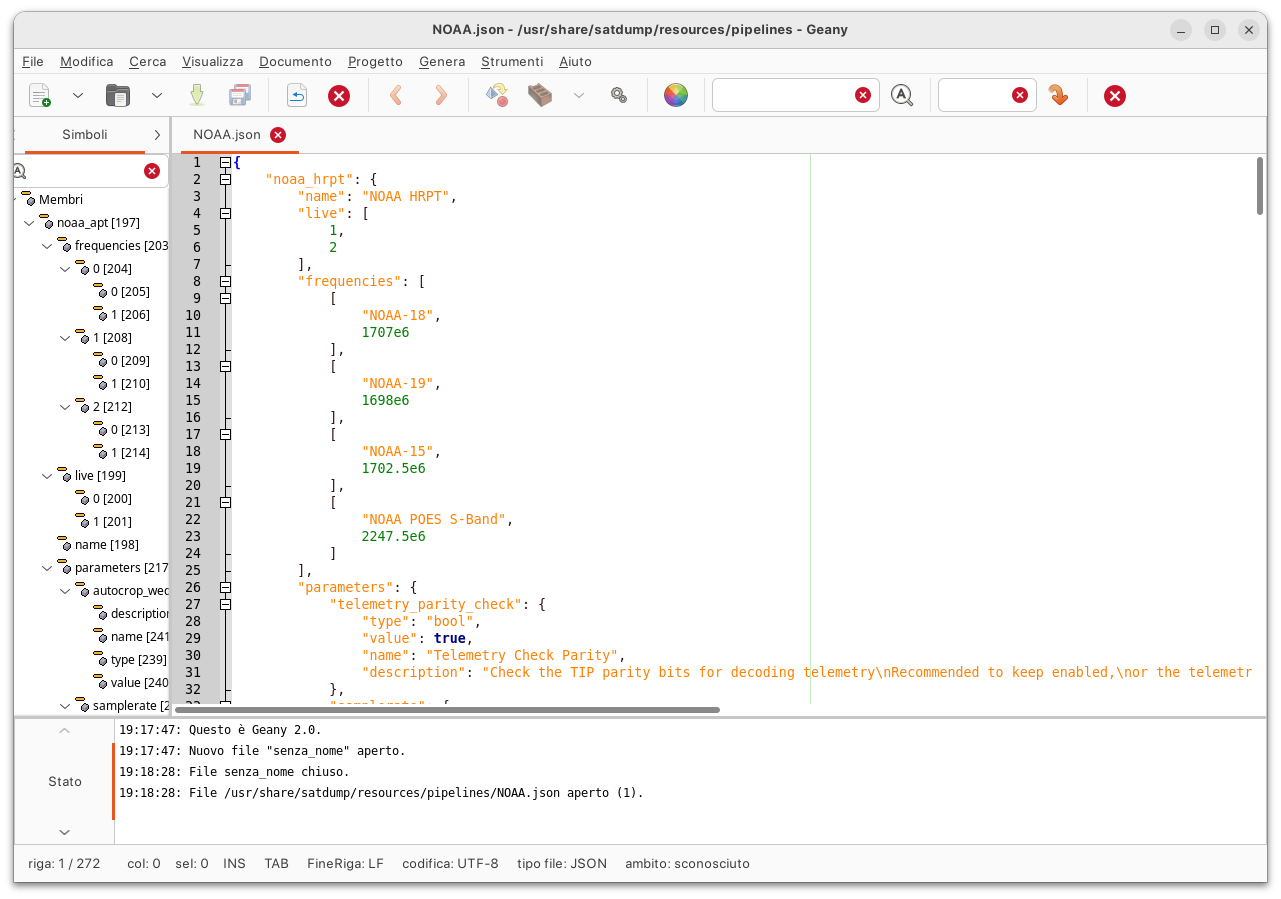 NOAA.json - /usr/share/satdump/resources/pipelines - Geany
File Modifica Cerca Visualizza Documento Progetto Genera Strumenti Aiuto
Simboli
NOAA.json
Membri
noaa_apt [197]
frequencies [203
0 [204]
0 [205]
1 [206]
1 [208]
0 [209]
1 [210]
2 [212]
0 [213]
1 [214]
live [199]
0 [200]
1 [201]
name [198]
parameters [217
autocrop_wed
description
name [241
type [239]
value [240
samplerate [2
1 {
2 "noaa_hrpt": {
3 "name": "NOAA HRPT",
4 "live": [
5 1,
6 2
7 ],
8 "frequencies": [
9 [
10 "NOAA-18",
11 1707e6
12 ],
13 [
14 "NOAA-19",
15 1698e6
16 ],
17 [
18 "NOAA-15",
19 1702.5e6
20 ],
21 [
22 "NOAA POES S-Band",
23 2247.5e6
24 ]
25 ],
26 "parameters": {
27 "telemetry_parity_check": {
28 "type": "bool",
29 "value": true,
30 "name": "Telemetry Check Parity",
31 "description": "Check the TIP parity bits for decoding telemetry\nRecommended to keep enabled,\nor the telemetr
32 },
33 "samplerate": {
Stato
19:17:47: Questo è Geany 2.0.
19:17:47: Nuovo file "senza_nome" aperto.
19:18:28: File senza_nome chiuso.
19:18:28: File /usr/share/satdump/resources/pipelines/NOAA.json aperto (1).
riga: 1 / 272 col: 0 sel: 0 INS TAB FineRiga: LF codifica: UTF-8 tipo file: JSON ambito: sconosciuto